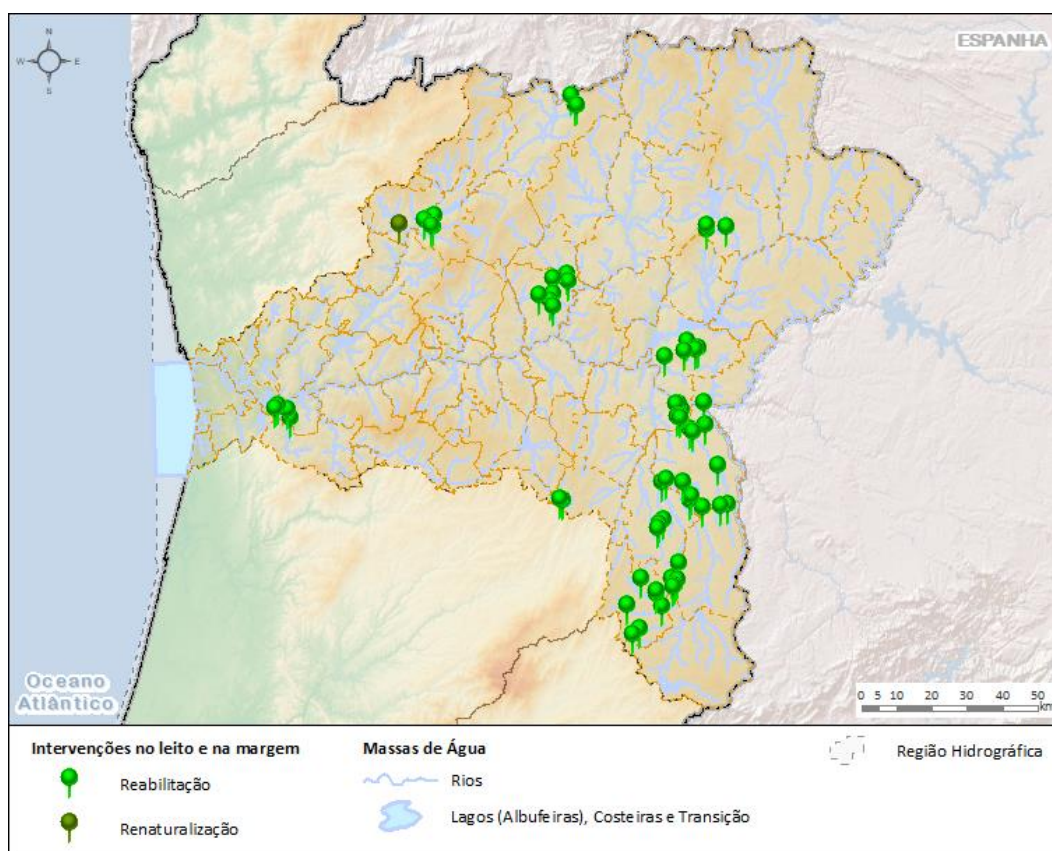 N
W E
S
ESPANHA
Oceano
Atlântico
0 5 10 20 30 40 50
km
Intervenções no leito e na margem
Reabilitação
Renaturalização
Massas de Água
Rios
Lagos (Albufeiras), Costeiras e Transição
Região Hidrográfica